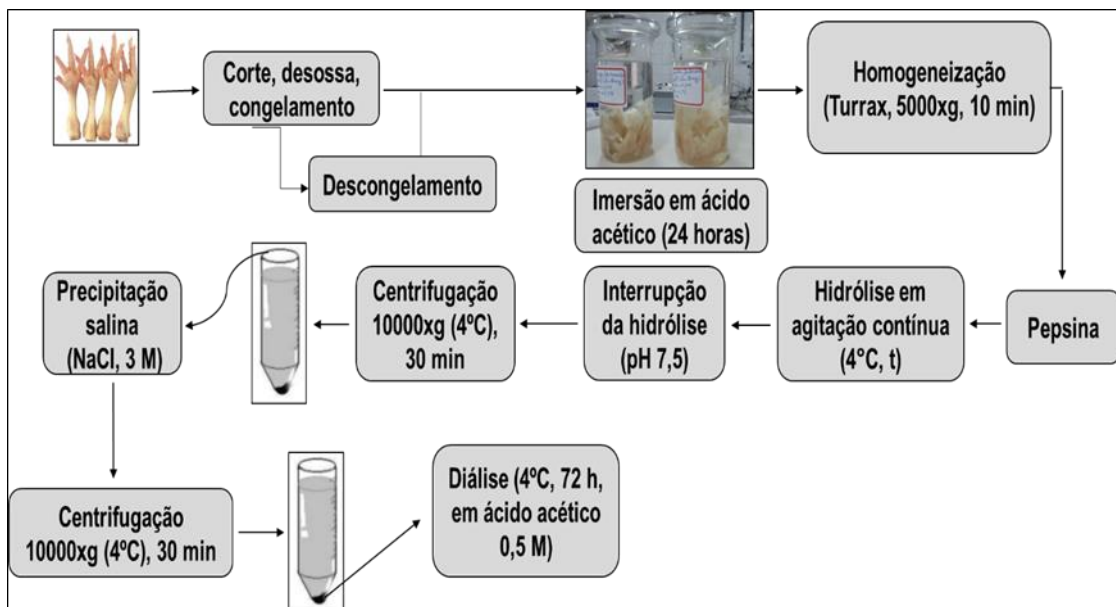 Corte, desossa,
congelamento
Descongelamento
Imersão em ácido
acético (24 horas)
Homogeneização
(Turrax, 5000xg, 10 min)
Pepsina
Hidrólise em
agitação contínua
(4°C, t)
Interrupção
da hidrólise
(pH 7,5)
Centrifugação
10000xg (4ºC),
30 min
Precipitação
salina
(NaCl, 3 M)
Centrifugação
10000xg (4ºC), 30 min
Diálise (4ºC, 72 h,
em ácido acético
0,5 M)